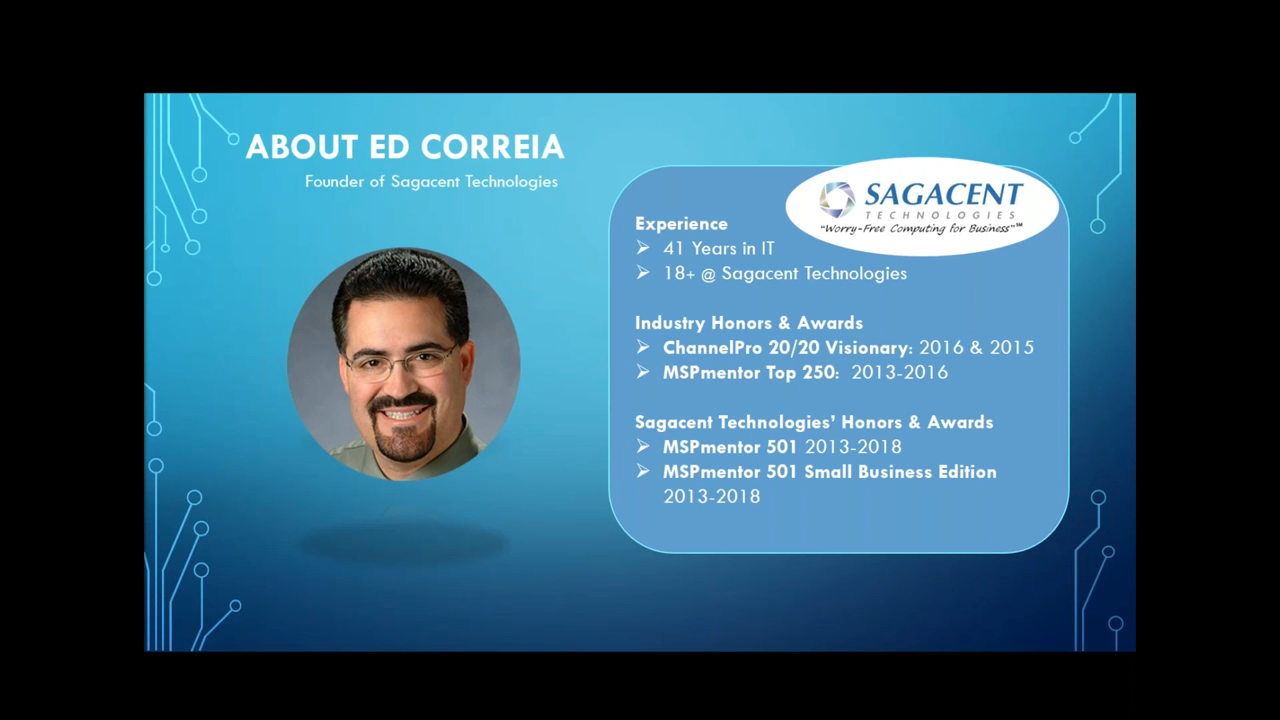 ABOUT ED CORREIA
Founder of Sagacent Technologies
SAGACENT
TECHNOLOGIES
"Worry-Free Computing for Business"™
Experience
➢ 41 Years in IT
➢ 18+ @ Sagacent Technologies
Industry Honors & Awards
➢ ChannelPro 20/20 Visionary: 2016 & 2015
➢ MSPmentor Top 250: 2013-2016
Sagacent Technologies' Honors & Awards
➢ MSPmentor 501 2013-2018
➢ MSPmentor 501 Small Business Edition
2013-2018